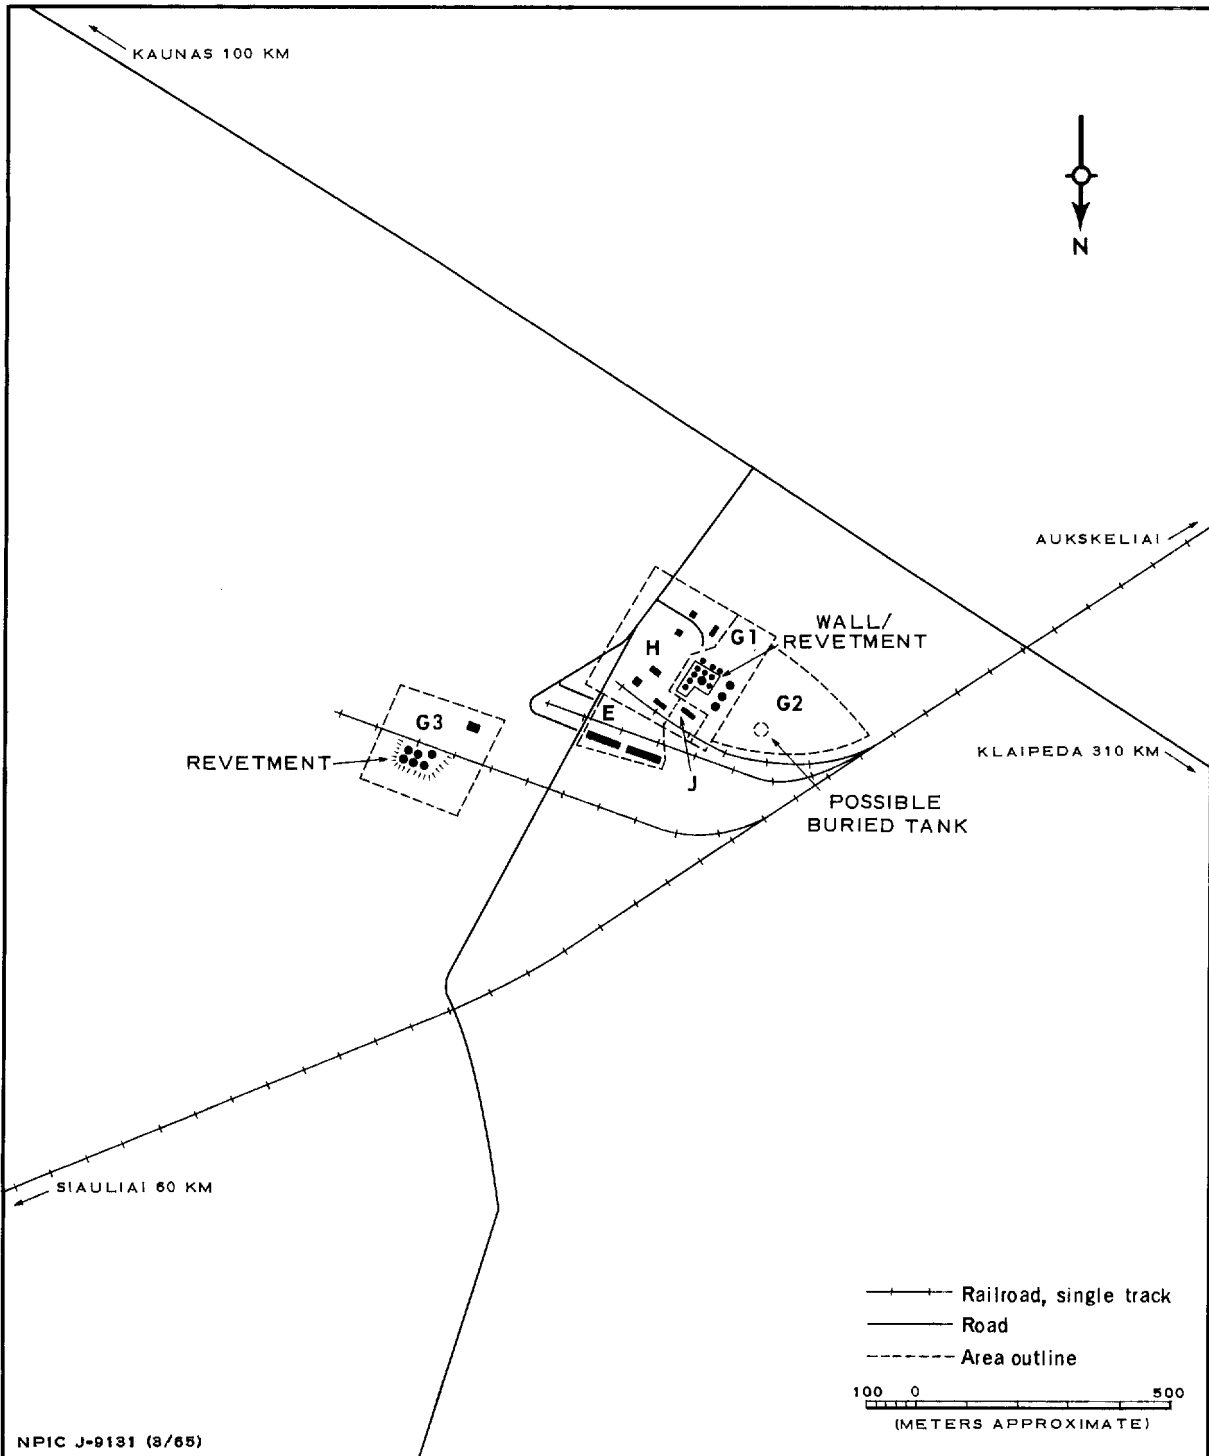 KAUNAS 100 KM
N
AUKSKELIAI
WALL/
REVETMENT
G1
H
G2
E
G3
KLAIPEDA 310 KM
REVETMENT
J
POSSIBLE
BURIED TANK
SIAULIAI 60 KM
Railroad, single track
Road
Area outline
100 0 500
(METERS APPROXIMATE)
NPIC J-9131 (3/65)